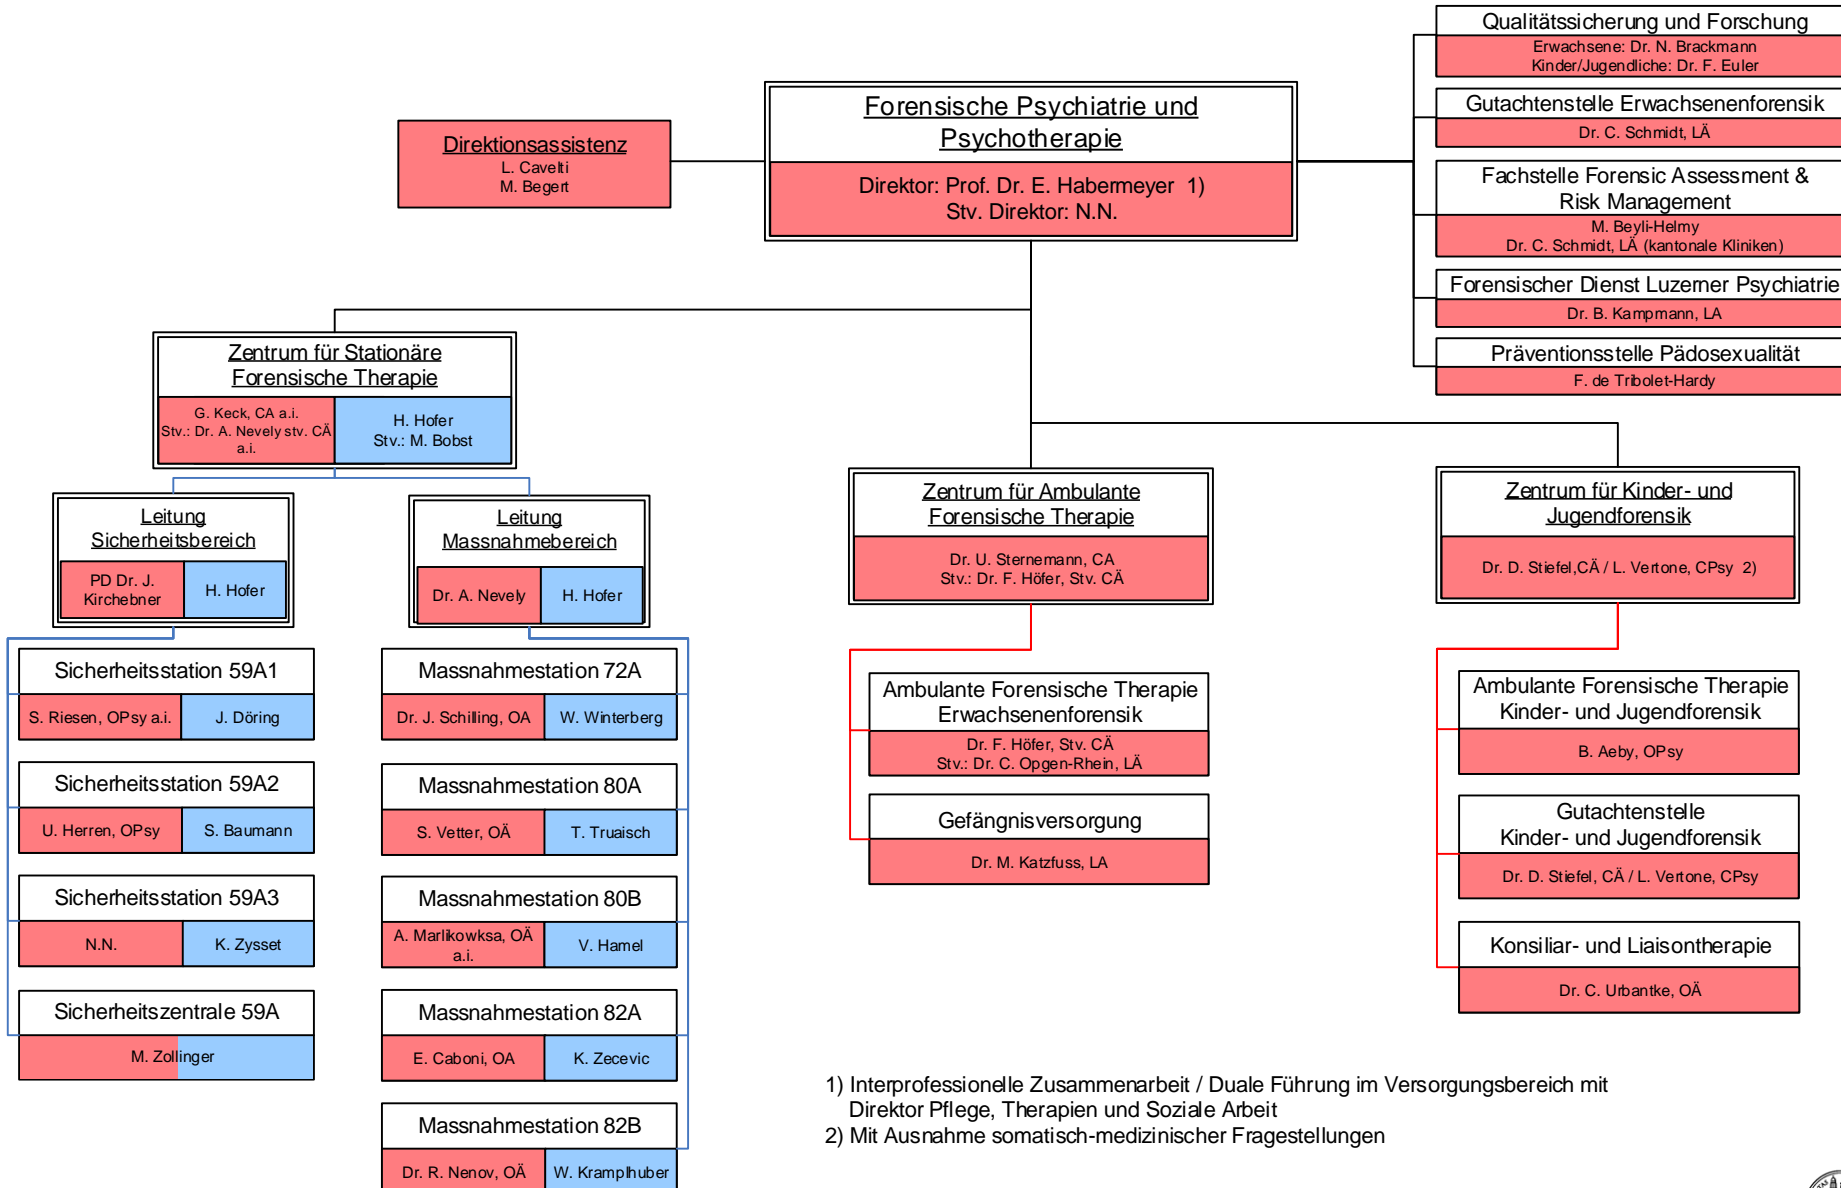 Qualitätssicherung und Forschung
Erwachsene: Dr. N. Brackmann
Kinder/Jugendliche: Dr. F. Euler
Gutachtenstelle Erwachsenenforensik
Dr. C. Schmidt, LÄ
Fachstelle Forensic Assessment &
Risk Management
M. Beyli-Helmy
Dr. C. Schmidt, LÄ (kantonale Kliniken)
Forensischer Dienst Luzerner Psychiatrie
Dr. B. Kampmann, LA
Präventionsstelle Pädosexualität
F. de Tribolet-Hardy
Forensische Psychiatrie und
Psychotherapie
Direktor: Prof. Dr. E. Habermeyer 1)
Stv. Direktor: N.N.
Direktionsassistenz
L. Cavelti
M. Begert
Zentrum für Stationäre
Forensische Therapie
G. Keck, CA a.i.
Stv.: Dr. A. Nevely stv. CÄ
a.i.
H. Hofer
Stv.: M. Bobst
Leitung
Sicherheitsbereich
PD Dr. J.
Kirchebner
H. Hofer
Sicherheitsstation 59A1
S. Riesen, OPsy a.i.
J. Döring
Sicherheitsstation 59A2
U. Herren, OPsy
S. Baumann
Sicherheitsstation 59A3
N.N.
K. Zysset
Sicherheitszentrale 59A
M. Zollinger
Leitung
Massnahmebereich
Dr. A. Nevely
H. Hofer
Massnahmestation 72A
Dr. J. Schilling, OA
W. Winterberg
Massnahmestation 80A
S. Vetter, OÄ
T. Truaisch
Massnahmestation 80B
A. Marlikowksa, OÄ
a.i.
V. Hamel
Massnahmestation 82A
E. Caboni, OA
K. Zecevic
Massnahmestation 82B
Dr. R. Nenov, OÄ
W. Kramplhuber
Zentrum für Ambulante
Forensische Therapie
Dr. U. Sternemann, CA
Stv.: Dr. F. Höfer, Stv. CÄ
Ambulante Forensische Therapie
Erwachsenenforensik
Dr. F. Höfer, Stv. CÄ
Stv.: Dr. C. Opgen-Rhein, LÄ
Gefängnisversorgung
Dr. M. Katzfuss, LA
Zentrum für Kinder- und
Jugendforensik
Dr. D. Stiefel,CÄ / L. Vertone, CPsy 2)
Ambulante Forensische Therapie
Kinder- und Jugendforensik
B. Aeby, OPsy
Gutachtenstelle
Kinder- und Jugendforensik
Dr. D. Stiefel, CÄ / L. Vertone, CPsy
Konsiliar- und Liaisontherapie
Dr. C. Urbantke, OÄ
1) Interprofessionelle Zusammenarbeit / Duale Führung im Versorgungsbereich mit
Direktor Pflege, Therapien und Soziale Arbeit
2) Mit Ausnahme somatisch-medizinischer Fragestellungen